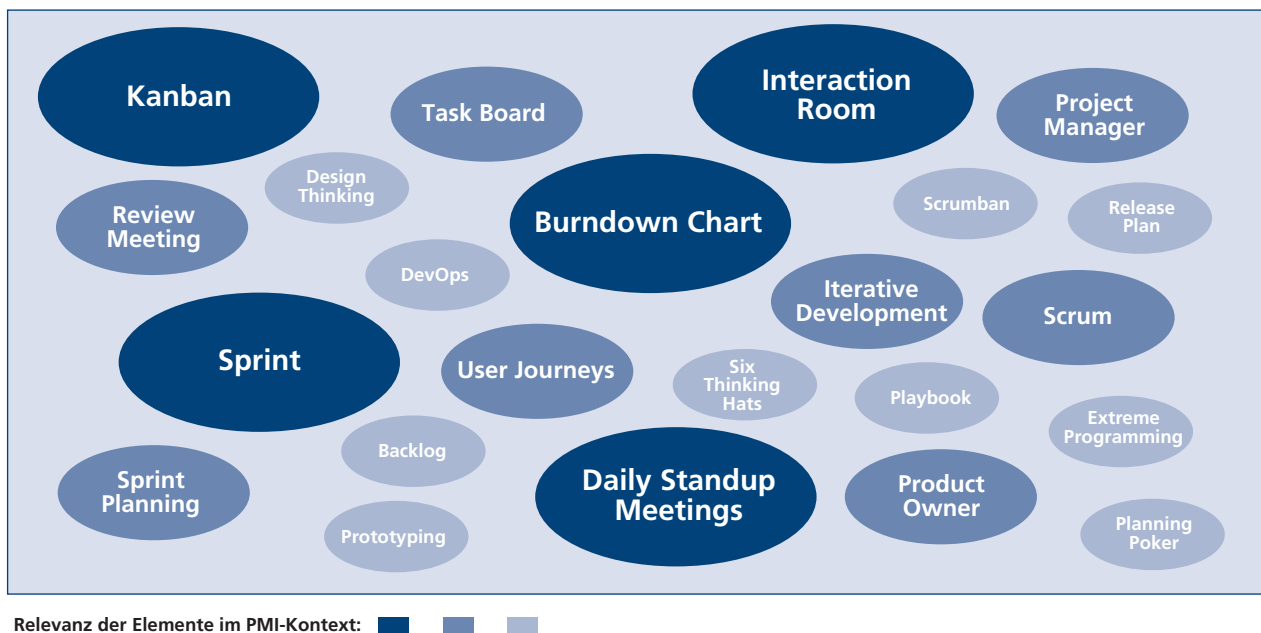 Kanban
Task Board
Interaction
Room
Project
Manager
Design
Thinking
Review
Meeting
Burndown Chart
Scrumban
Release
Plan
DevOps
Iterative
Development
Scrum
Sprint
User Journeys
Six
Thinking
Hats
Playbook
Extreme
Programming
Backlog
Sprint
Planning
Daily Standup
Meetings
Product
Owner
Prototyping
Planning
Poker
Relevanz der Elemente im PMI-Kontext: